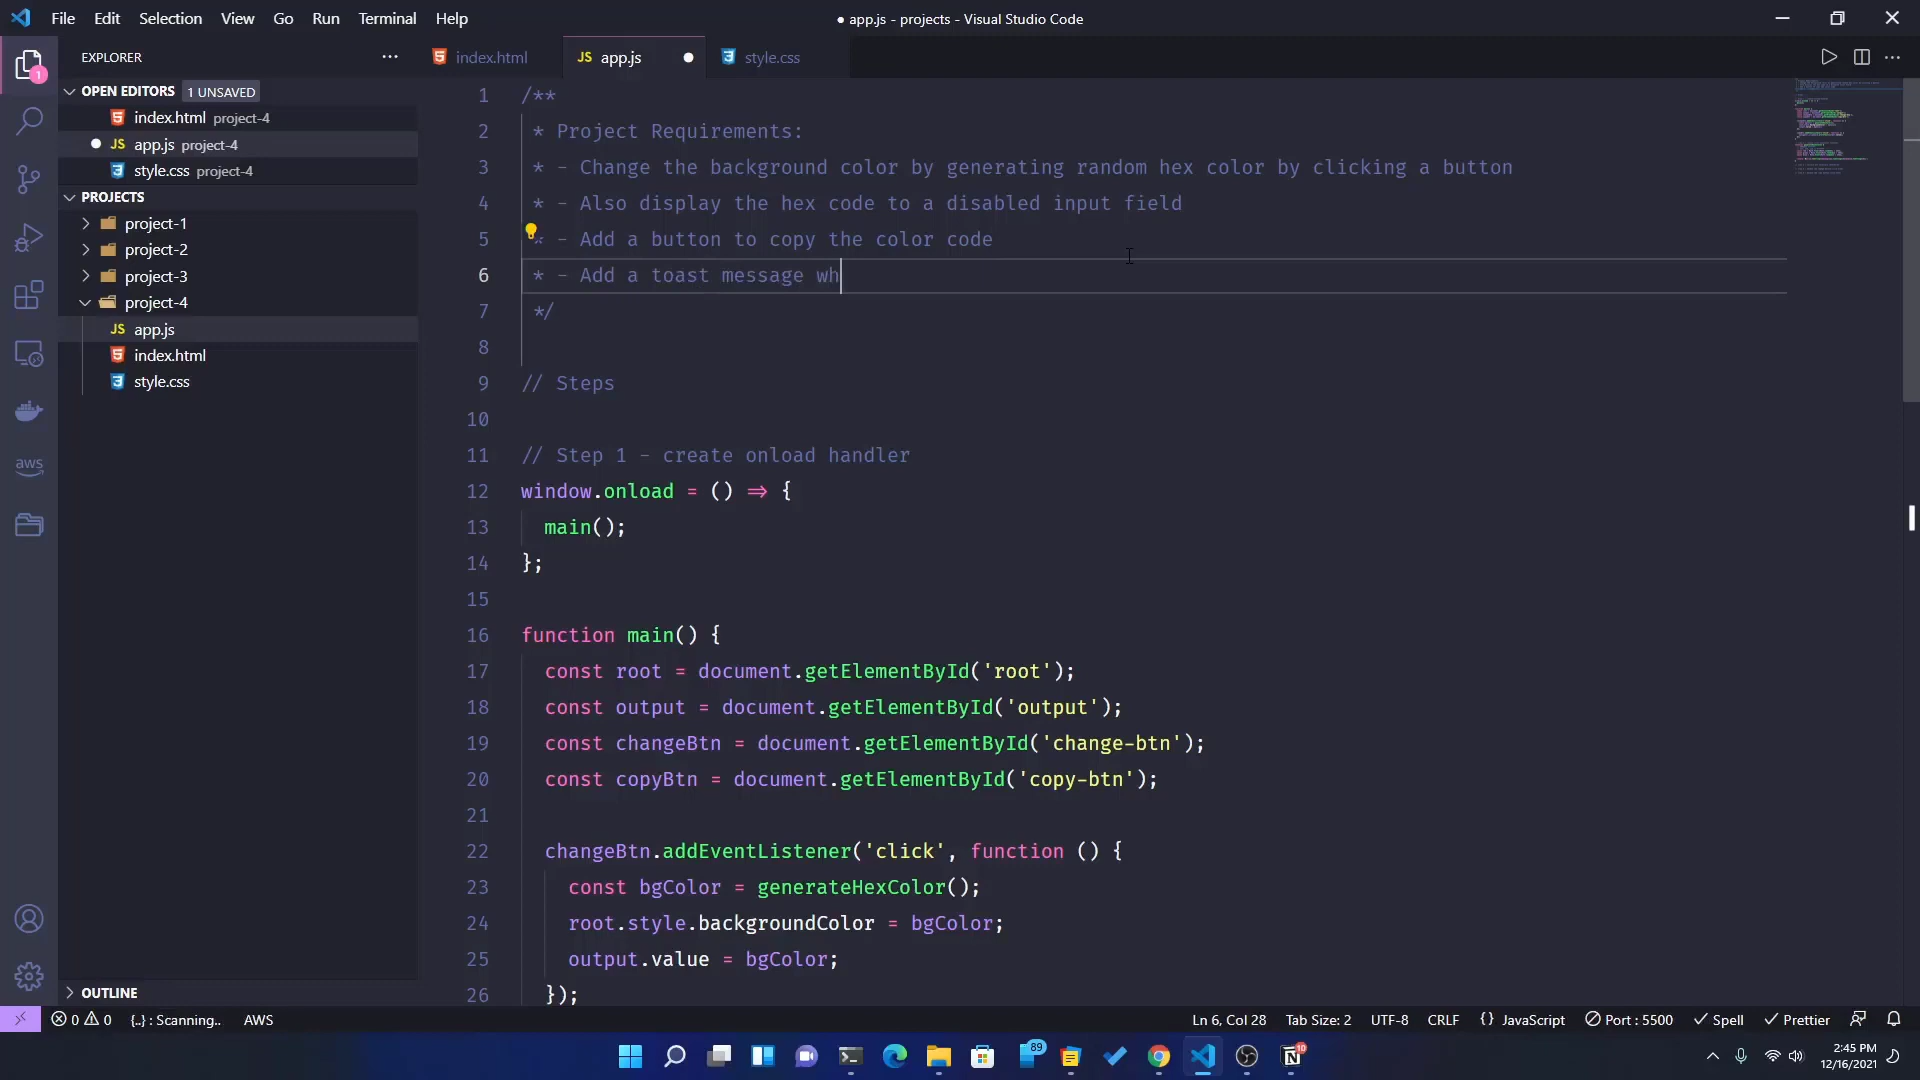 File Edit Selection View Go Run Terminal Help
● app.js - projects - Visual Studio Code
EXPLORER
index.html
JS app.js
style.css
OPEN EDITORS 1 UNSAVED
index.html project-4
JS app.js project-4
style.css project-4
PROJECTS
project-1
project-2
project-3
project-4
JS app.js
index.html
style.css
OUTLINE
aws
1
1 /**
2 * Project Requirements:
3 * - Change the background color by generating random hex color by clicking a button
4 * - Also display the hex code to a disabled input field
5 * - Add a button to copy the color code
6 * - Add a toast message wh
7 */
8
9 // Steps
10
11 // Step 1 - create onload handler
12 window.onload = () => {
13 main();
14 };
15
16 function main() {
17 const root = document.getElementById('root');
18 const output = document.getElementById('output');
19 const changeBtn = document.getElementById('change-btn');
20 const copyBtn = document.getElementById('copy-btn');
21
22 changeBtn.addEventListener('click', function () {
23 const bgColor = generateHexColor();
24 root.style.backgroundColor = bgColor;
25 output.value = bgColor;
26 });
0 0 {..} : Scanning.. AWS
Ln 6, Col 28 Tab Size: 2 UTF-8 CRLF {} JavaScript Port : 5500 Spell Prettier
89
10
2:45 PM
12/16/2021